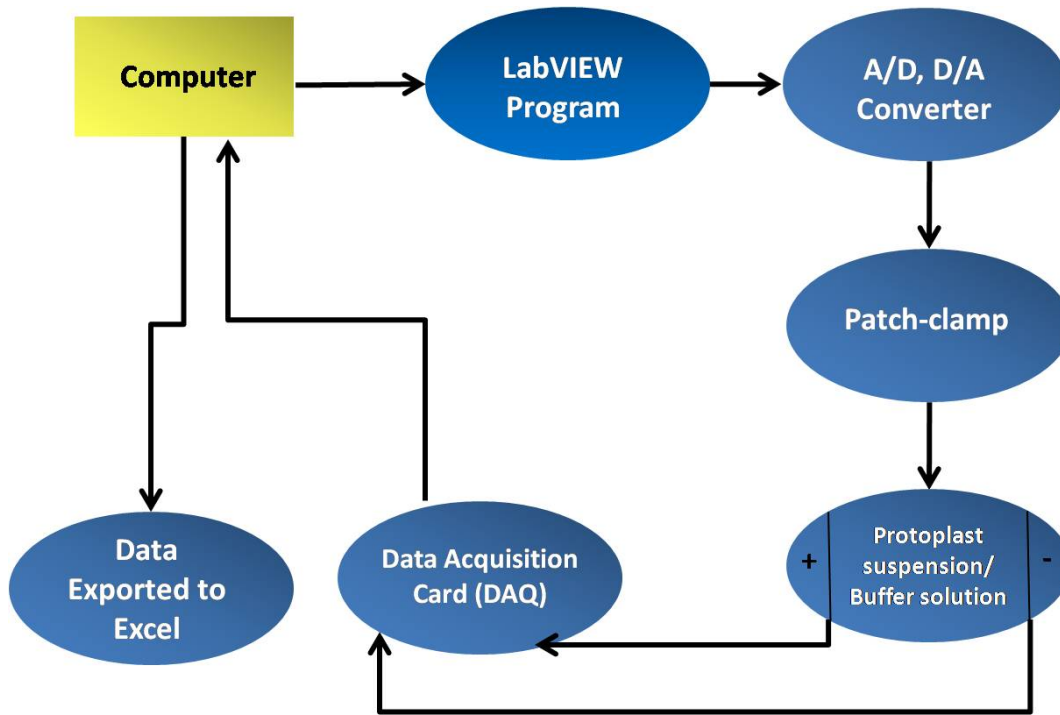 Computer
LabVIEW
Program
A/D, D/A
Converter
Patch-clamp
+
Protoplast
suspension/
Buffer solution
-
Data Acquisition
Card (DAQ)
Data
Exported to
Excel